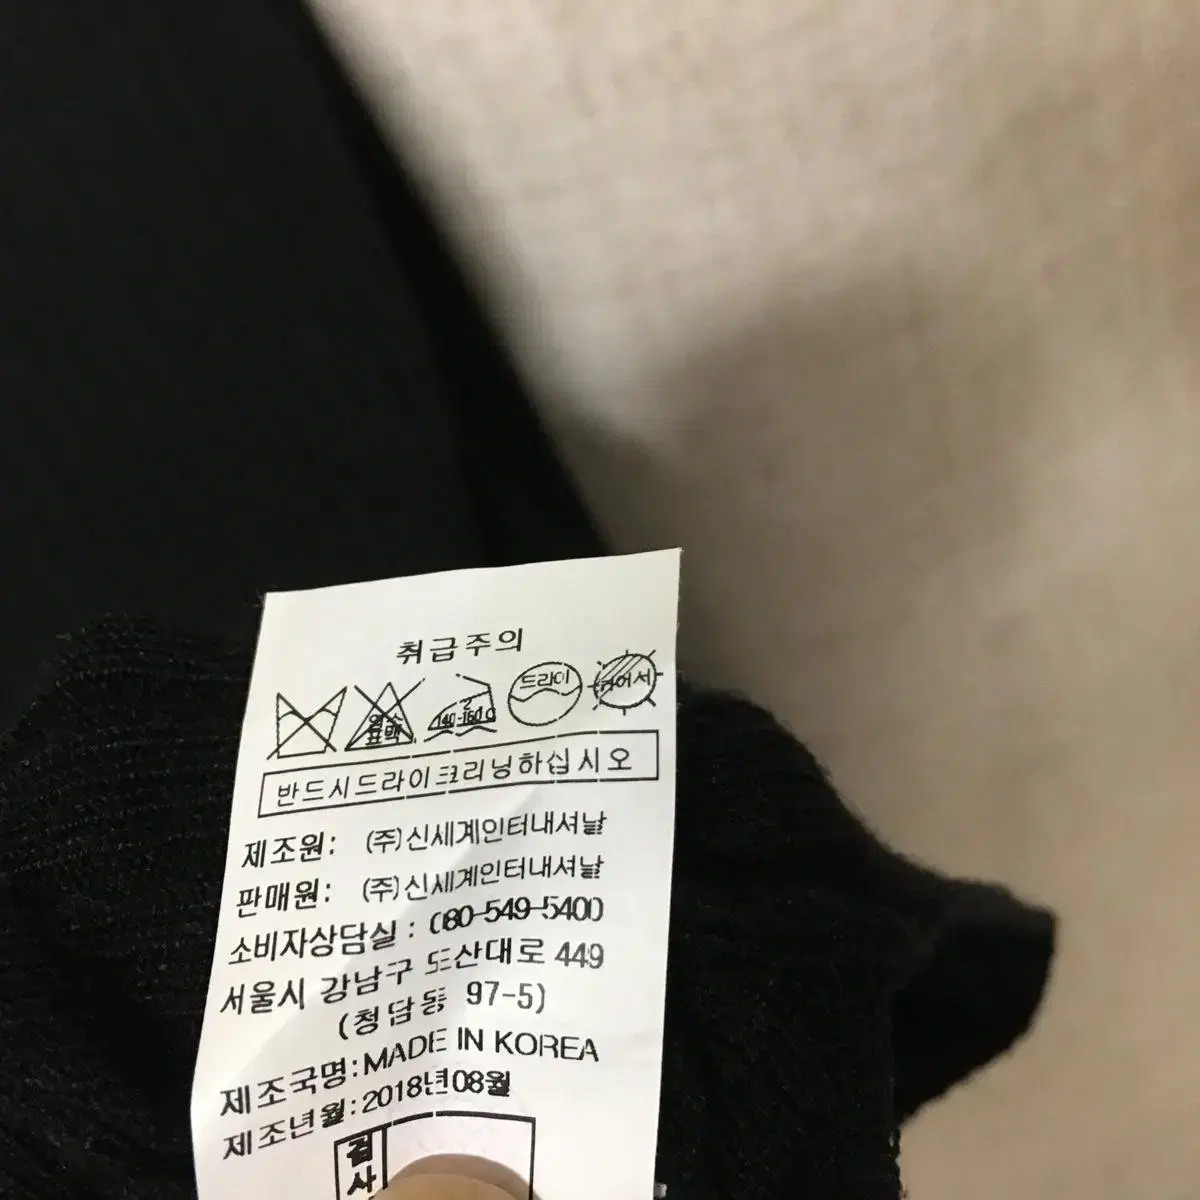 취급주의
염소
표백
2
140-160℃
드라이
뉘어서
반드시드라이크리닝하십시오
제조원: (주)신세계인터내셔날
판매원: (주)신세계인터내셔날
소비자상담실: 080-549-5400
서울시 강남구 도산대로 449
(청담동 97-5)
제조국명:MADE IN KOREA
제조년월:2018년08월
검사